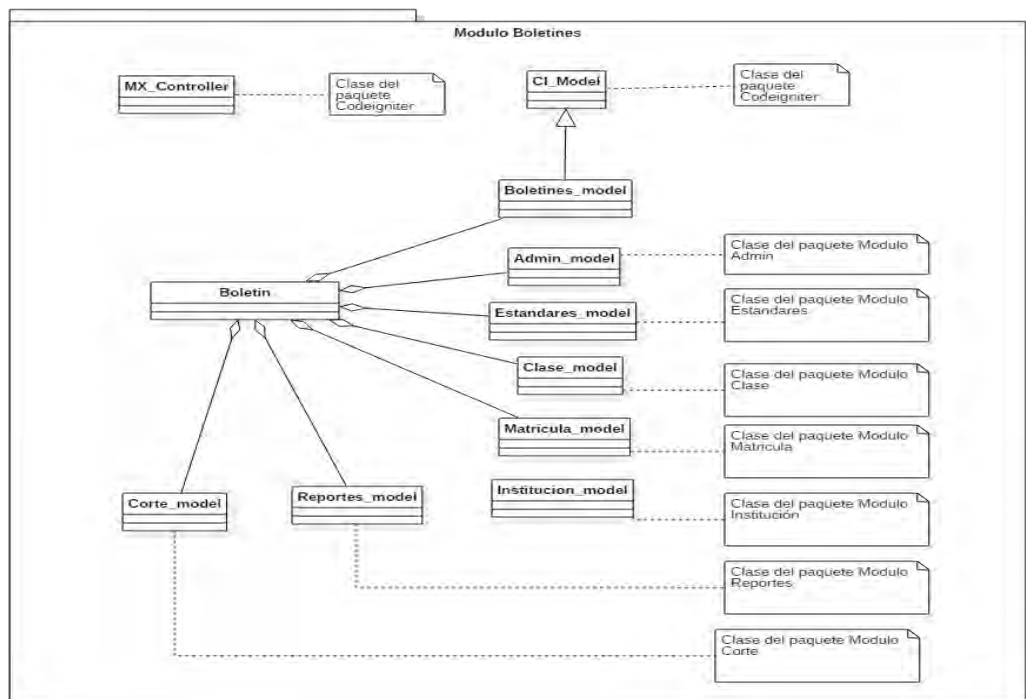 Modulo Boletines
MX_Controller
Clase del
paquete
Codeigniter
CI_Model
Clase del
paquete
Codeigniter
Boletines_model
Admin_model
Clase del paquete Modulo
Admin
Boletin
Estandares_model
Clase del paquete Modulo
Estandares
Clase_model
Clase del paquete Modulo
Clase
Matricula_model
Clase del paquete Modulo
Matricula
Corte_model
Reportes_model
Institucion_model
Clase del paquete Modulo
Institución
Clase del paquete Modulo
Reportes
Clase del paquete Modulo
Corte